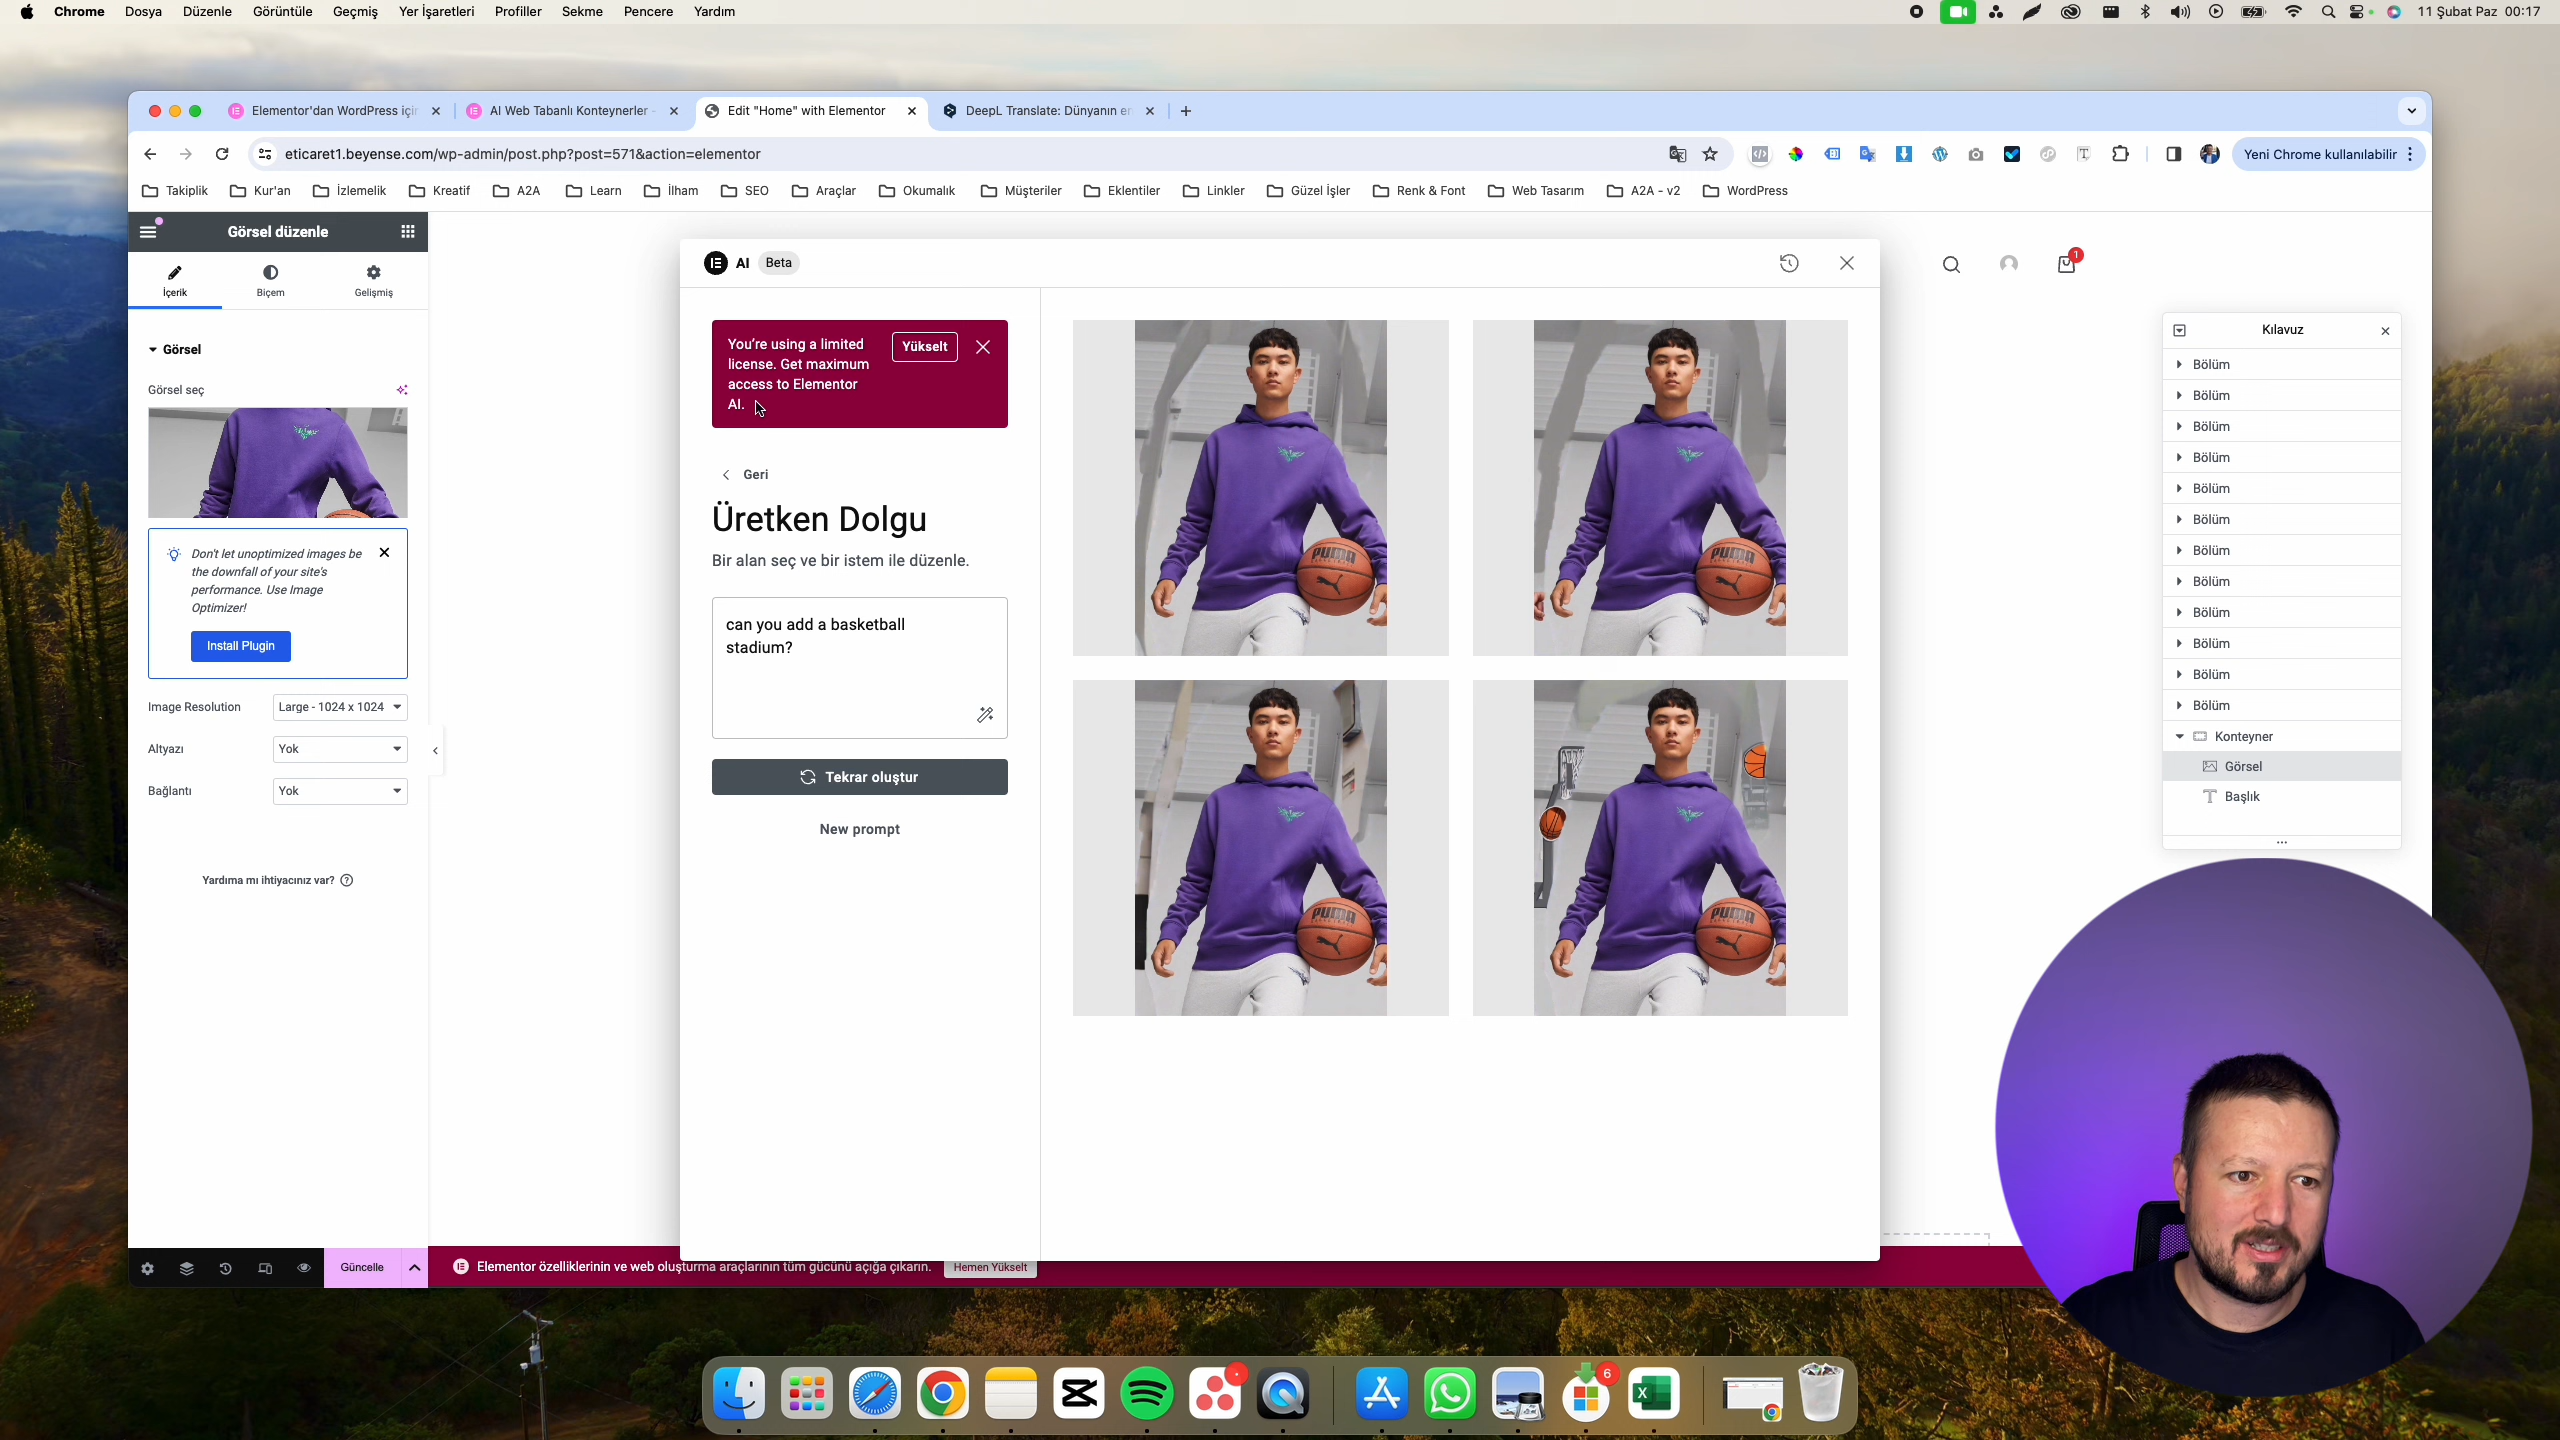 Chrome Dosya Düzenle Görüntüle Geçmiş Yer İşaretleri Profiller Sekme Pencere Yardım
11 Şubat Paz 00:17
Elementor'dan WordPress için
AI Web Tabanlı Konteynerler -
Edit "Home" with Elementor
DeepL Translate: Dünyanın en
eticaret1.beyense.com/wp-admin/post.php?post=571&action=elementor
Yeni Chrome kullanılabilir
Takiplik Kur'an İzlemelik Kreatif A2A Learn İlham SEO Araçlar Okumalık Müşteriler Eklentiler Linkler Güzel İşler Renk & Font Web Tasarım A2A - v2 WordPress
Görsel düzenle
İçerik Biçem Gelişmiş
Görsel
Görsel seç
Don't let unoptimized images be
the downfall of your site's
performance. Use Image
Optimizer!
Install Plugin
Image Resolution Large - 1024 x 1024
Altyazı Yok
Bağlantı Yok
Yardıma mı ihtiyacınız var?
Güncelle
AI Beta
You're using a limited
license. Get maximum
access to Elementor
AI.
Yükselt
Geri
Üretken Dolgu
Bir alan seç ve bir istem ile düzenle.
can you add a basketball
stadium?
Tekrar oluştur
New prompt
PUMA
PUMA
PUMA
PUMA
1
Kılavuz
Bölüm
Bölüm
Bölüm
Bölüm
Bölüm
Bölüm
Bölüm
Bölüm
Bölüm
Bölüm
Bölüm
Bölüm
Konteyner
Görsel
Başlık
Elementor özelliklerinin ve web oluşturma araçlarının tüm gücünü açığa çıkarın. Hemen Yükselt
6